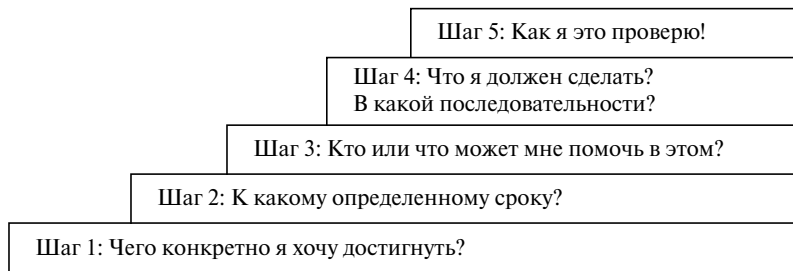 Шаг 5: Как я это проверю!
Шаг 4: Что я должен сделать?
В какой последовательности?
Шаг 3: Кто или что может мне помочь в этом?
Шаг 2: К какому определенному сроку?
Шаг 1: Чего конкретно я хочу достигнуть?